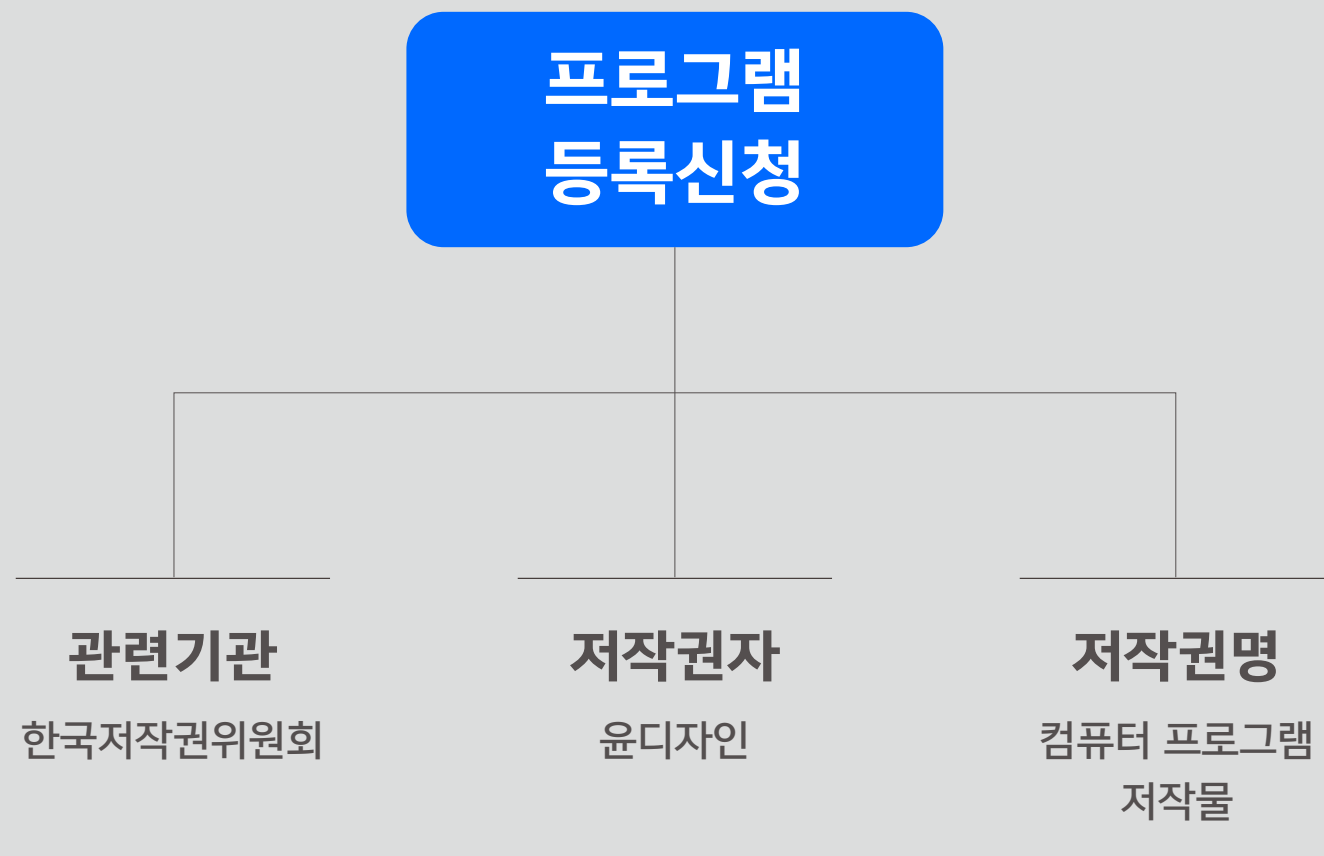 프로그램
등록신청
관련기관
한국저작권위원회
저작권자
윤디자인
저작권명
컴퓨터 프로그램
저작물